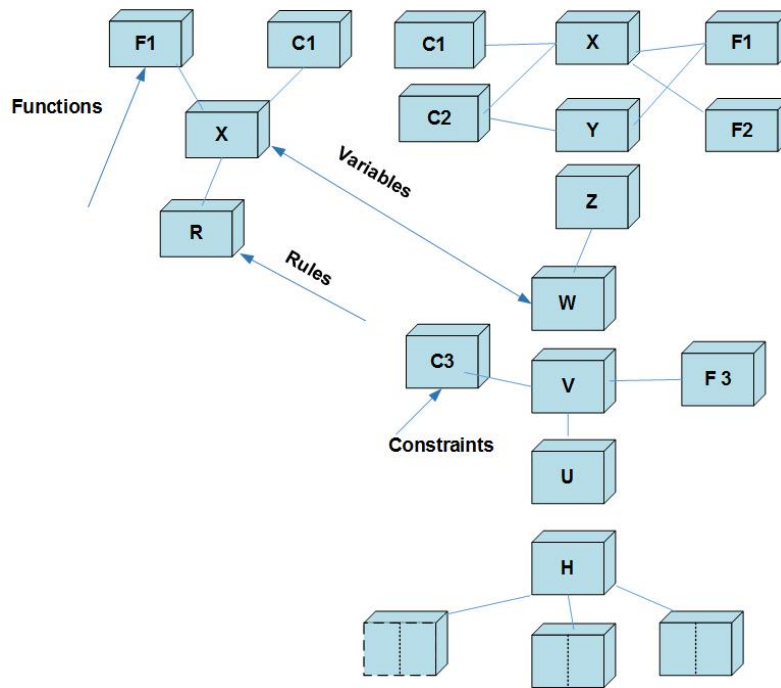 F1
C1
C1
X
F1
Functions
C2
Y
F2
X
Variables
Z
R
Rules
W
C3
V
F 3
Constraints
U
H